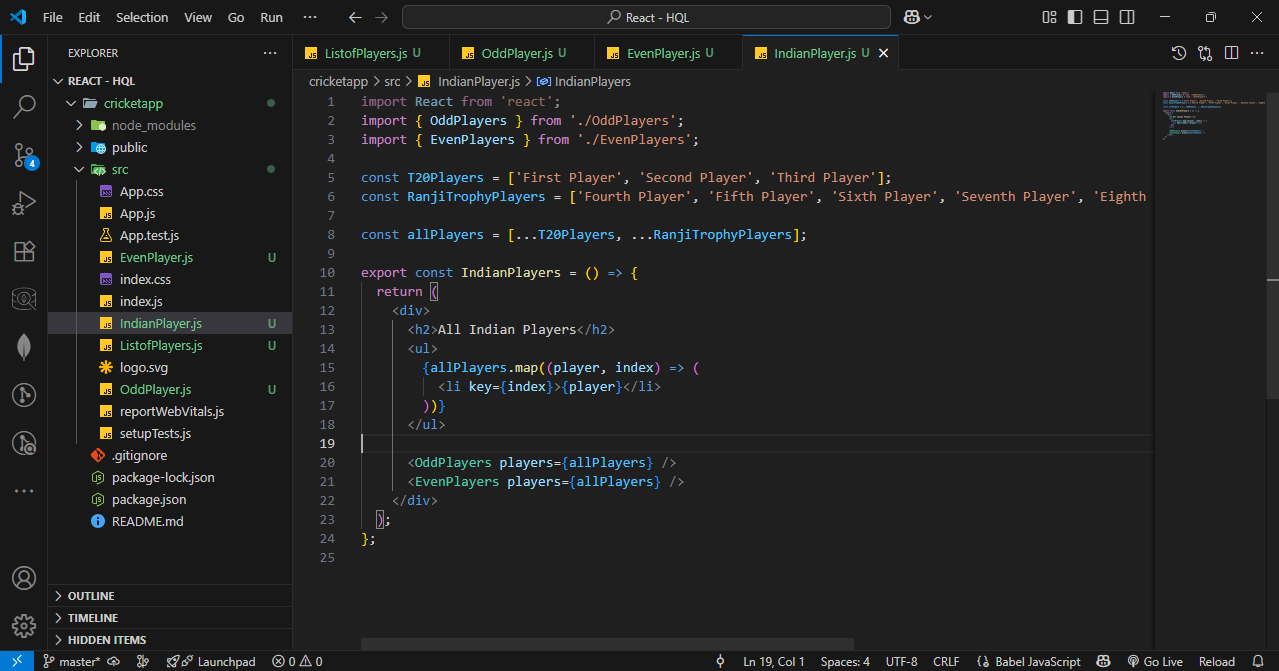 File Edit Selection View Go Run ··· React - HQL
EXPLORER ···
REACT - HQL
cricketapp
node_modules
public
src
App.css
App.js
App.test.js
EvenPlayer.js U
index.css
index.js
IndianPlayer.js U
ListofPlayers.js U
logo.svg
OddPlayer.js U
reportWebVitals.js
setupTests.js
.gitignore
package-lock.json
package.json
README.md
OUTLINE
TIMELINE
HIDDEN ITEMS
4
JS ListofPlayers.js U JS OddPlayer.js U JS EvenPlayer.js U JS IndianPlayer.js U
cricketapp > src > JS IndianPlayer.js > IndianPlayers
1 import React from 'react';
2 import { OddPlayers } from './OddPlayers';
3 import { EvenPlayers } from './EvenPlayers';
4
5 const T20Players = ['First Player', 'Second Player', 'Third Player'];
6 const RanjiTrophyPlayers = ['Fourth Player', 'Fifth Player', 'Sixth Player', 'Seventh Player', 'Eighth
7
8 const allPlayers = [...T20Players, ...RanjiTrophyPlayers];
9
10 export const IndianPlayers = () => {
11 return (
12 <div>
13 <h2>All Indian Players</h2>
14 <ul>
15 {allPlayers.map((player, index) => (
16 <li key={index}>{player}</li>
17 ))}
18 </ul>
19
20 <OddPlayers players={allPlayers} />
21 <EvenPlayers players={allPlayers} />
22 </div>
23 );
24 };
25
master* Launchpad 0 0 Ln 19, Col 1 Spaces: 4 UTF-8 CRLF {} Babel JavaScript Go Live Reload